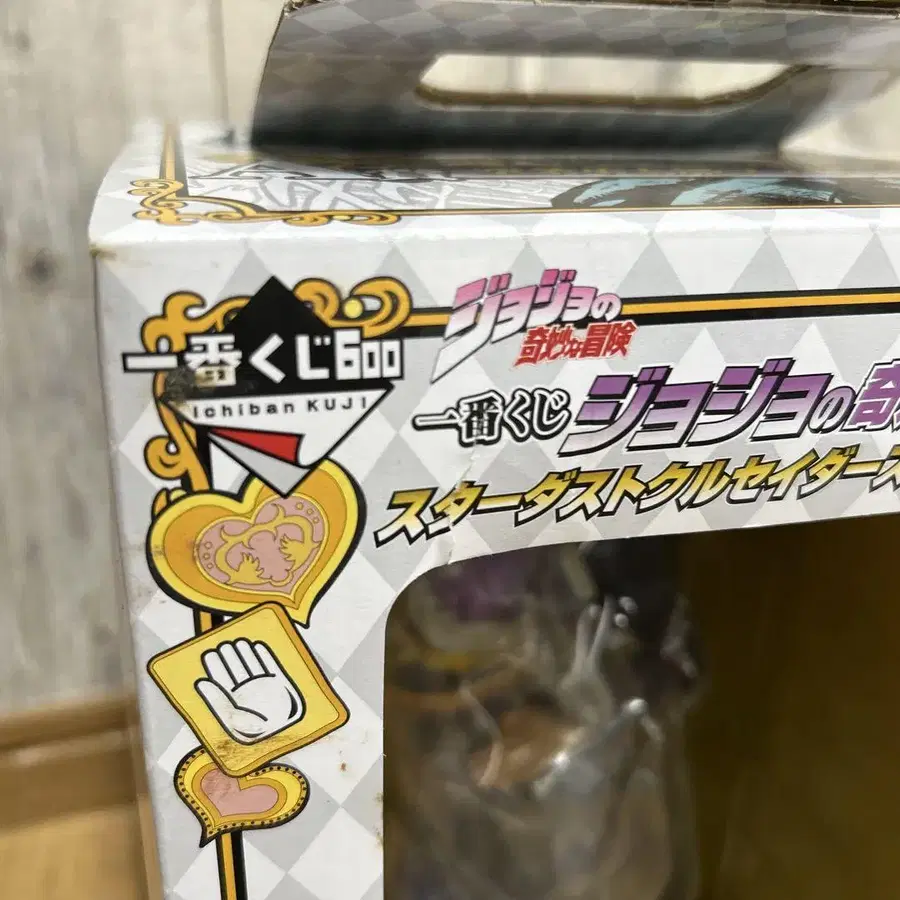 一番くじ600
Ichiban KUJI
ジョジョの
奇妙な冒険
一番くじ ジョジョの奇
スターダストクルセイダース